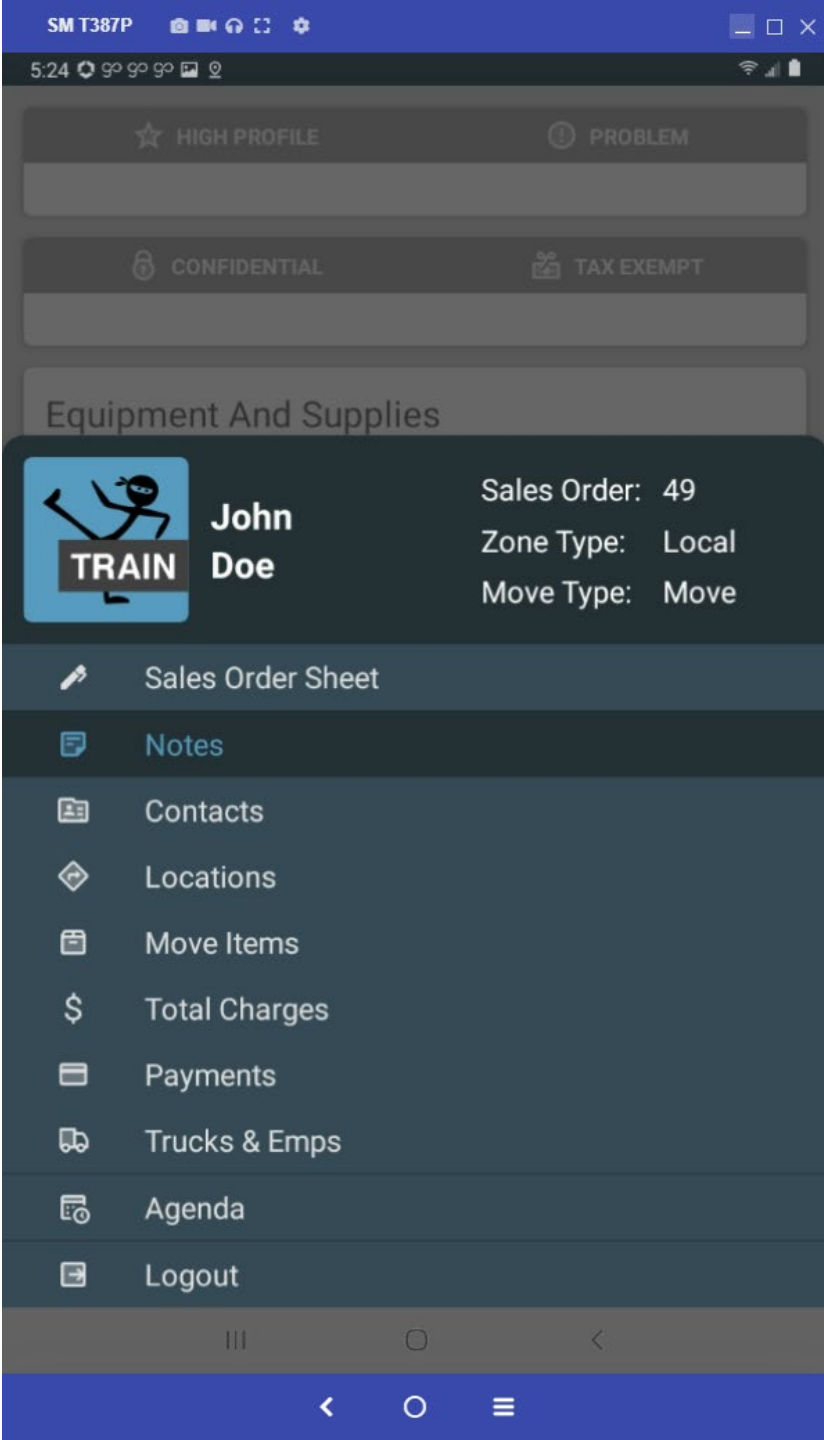 SM T387P
5:24
HIGH PROFILE PROBLEM
CONFIDENTIAL TAX EXEMPT
Equipment And Supplies
TRAIN
John
Doe
Sales Order: 49
Zone Type: Local
Move Type: Move
Sales Order Sheet
Notes
Contacts
Locations
Move Items
$ Total Charges
Payments
Trucks & Emps
Agenda
Logout